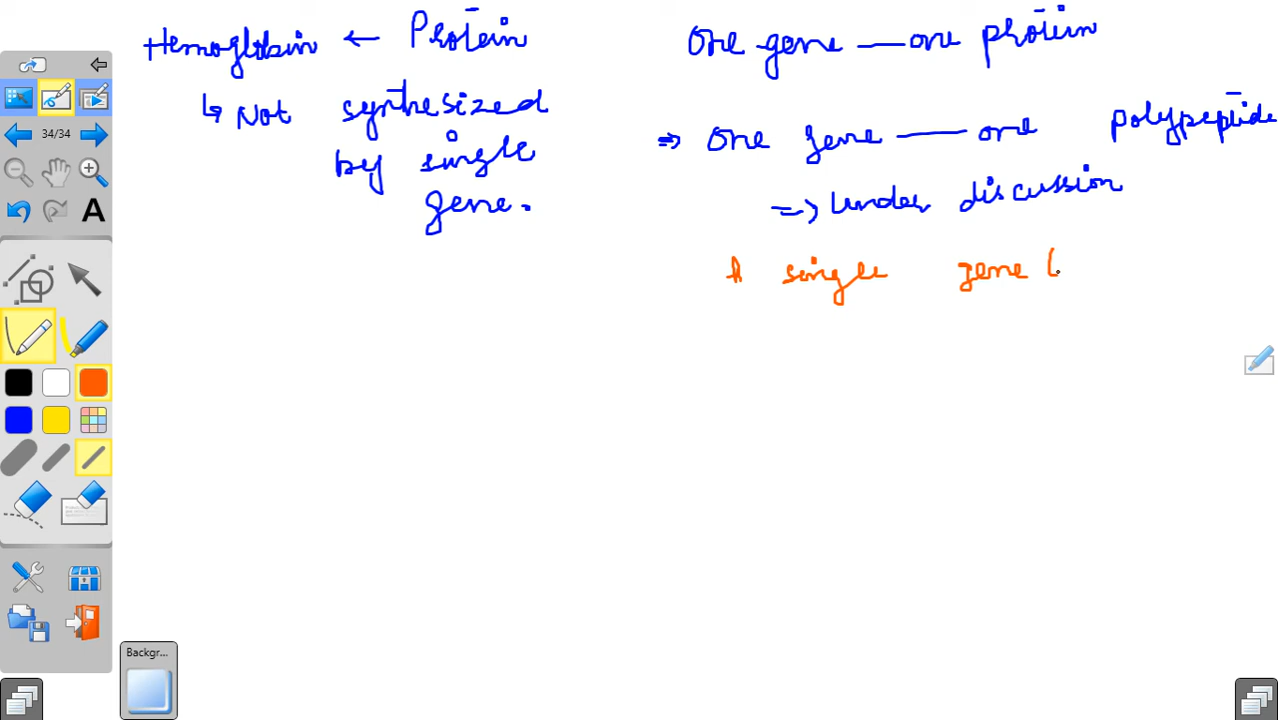 Hemoglobin ← Protein
↳ Not synthesized
by single
gene.
One gene — one protein
⇒ One gene — one polypeptide
=> Under discussion
A single gene (
34/34
A
Backgr...